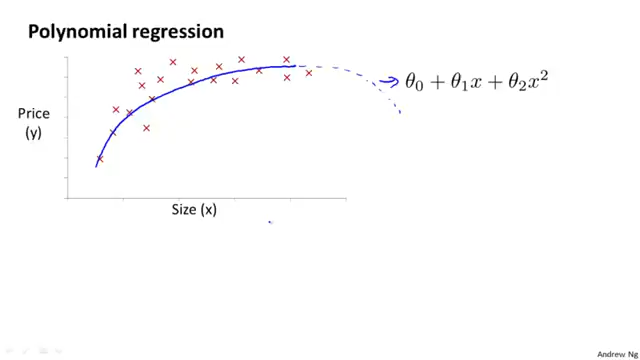 Polynomial regression
Price
(y)
θ₀ + θ₁x + θ₂x²
Size (x)
Andrew Ng